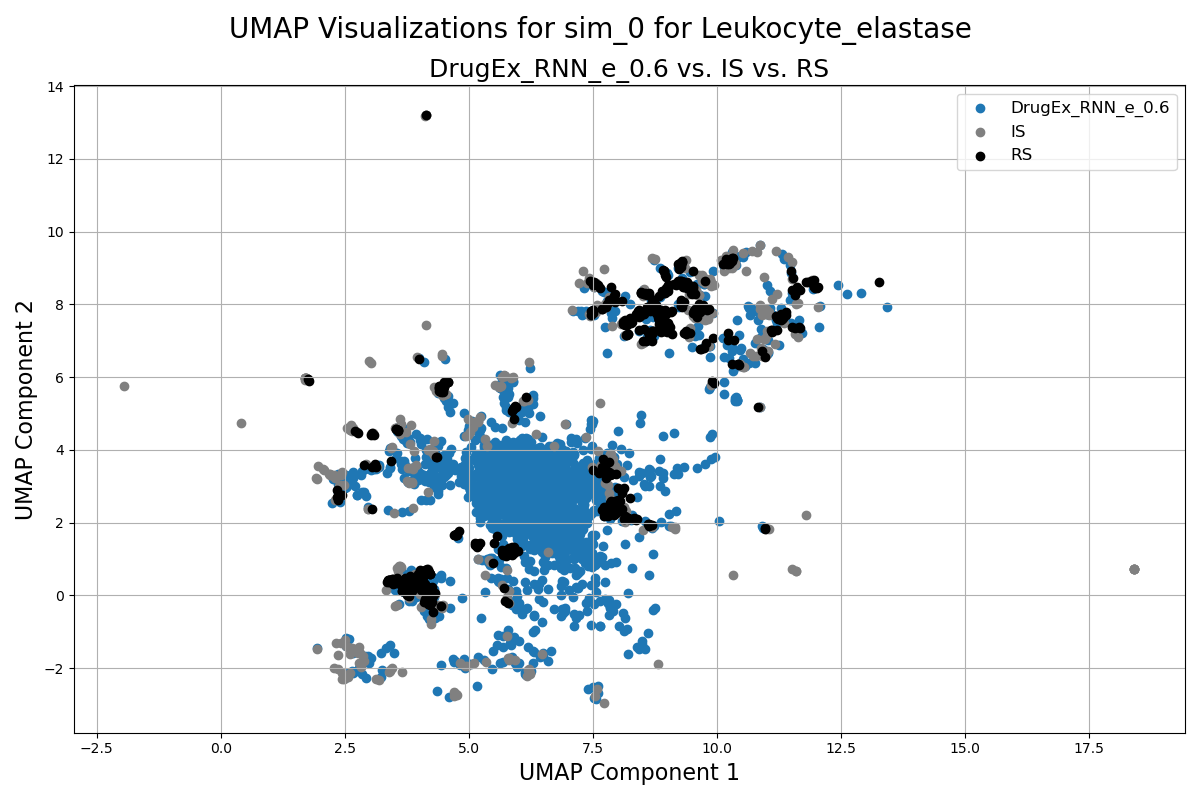 UMAP Visualizations for sim_0 for Leukocyte_elastase
DrugEx_RNN_e_0.6 vs. IS vs. RS
DrugEx_RNN_e_0.6
IS
RS
14
12
10
8
6
4
2
0
−2
UMAP Component 2
−2.5 0.0 2.5 5.0 7.5 10.0 12.5 15.0 17.5
UMAP Component 1